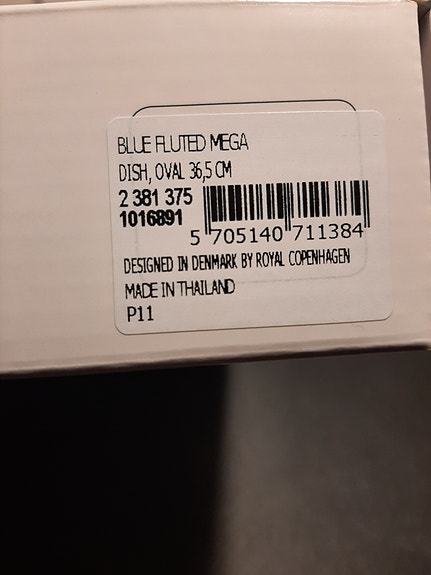 BLUE FLUTED MEGA
DISH, OVAL 36,5 CM
2 381 375
1016891
5 705140 711384
DESIGNED IN DENMARK BY ROYAL COPENHAGEN
MADE IN THAILAND
P11